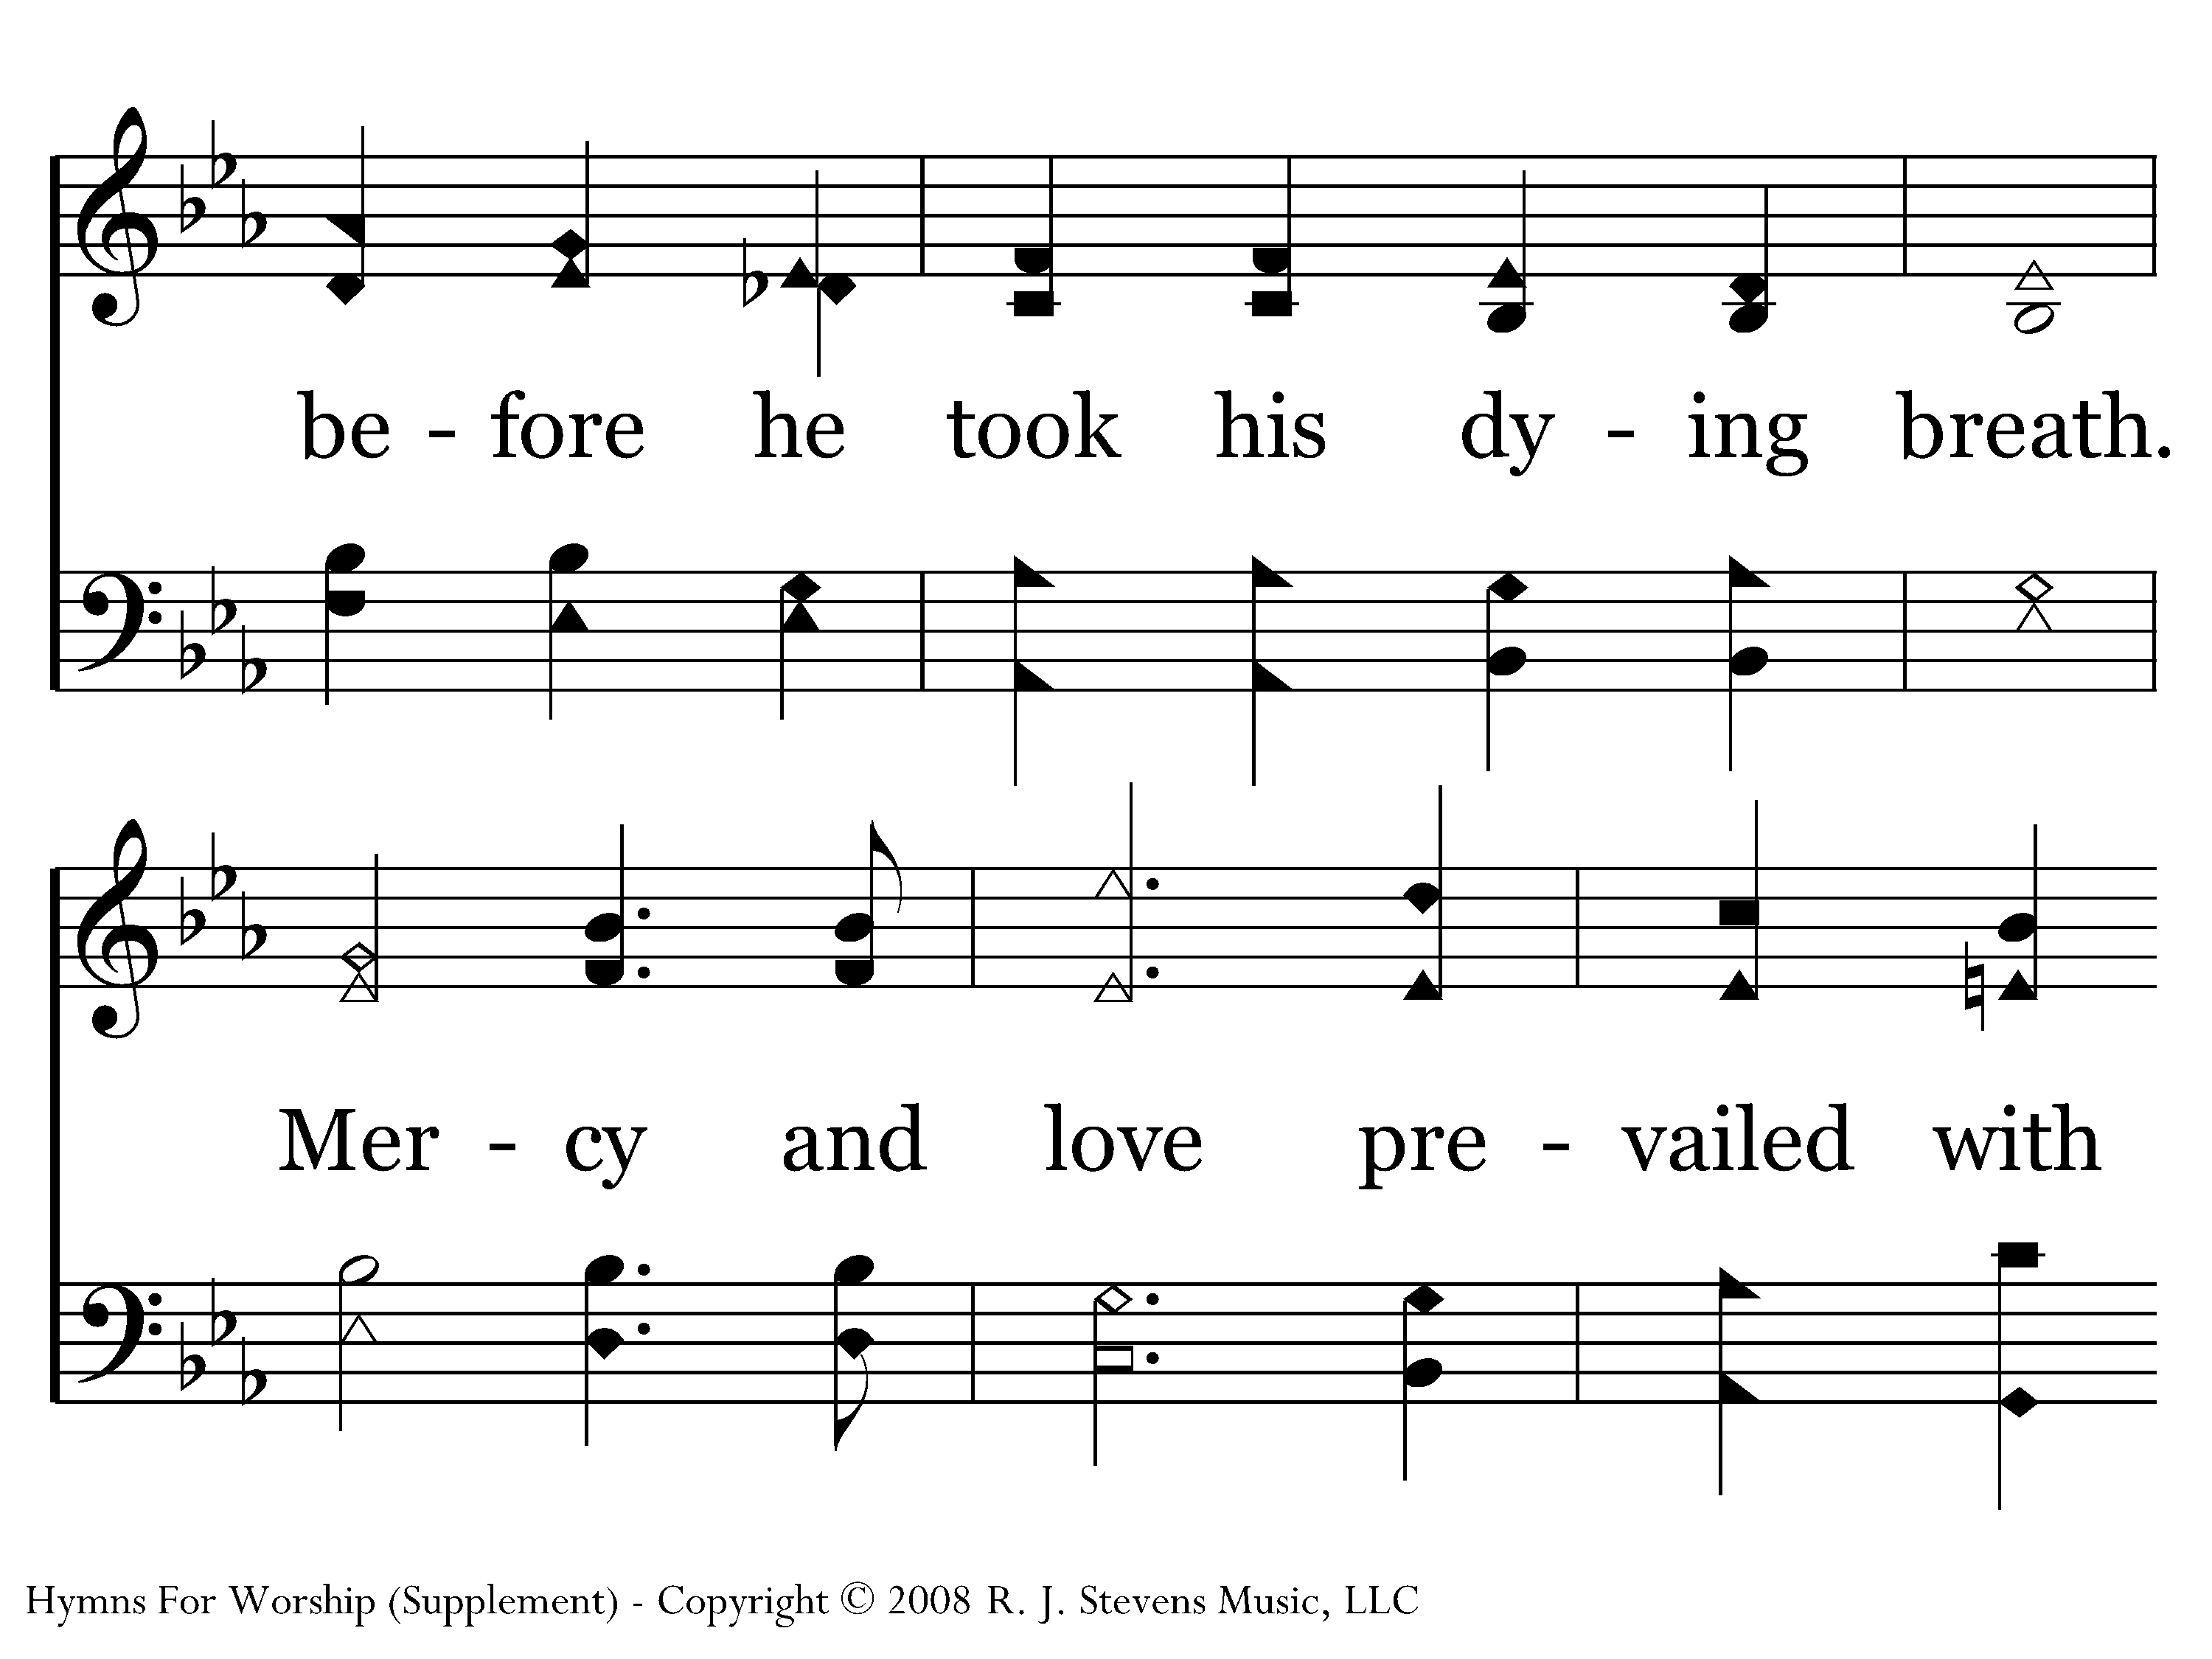 be - fore he took his dy - ing breath.
Mer - cy and love pre - vailed with
Hymns For Worship (Supplement) - Copyright © 2008 R. J. Stevens Music, LLC